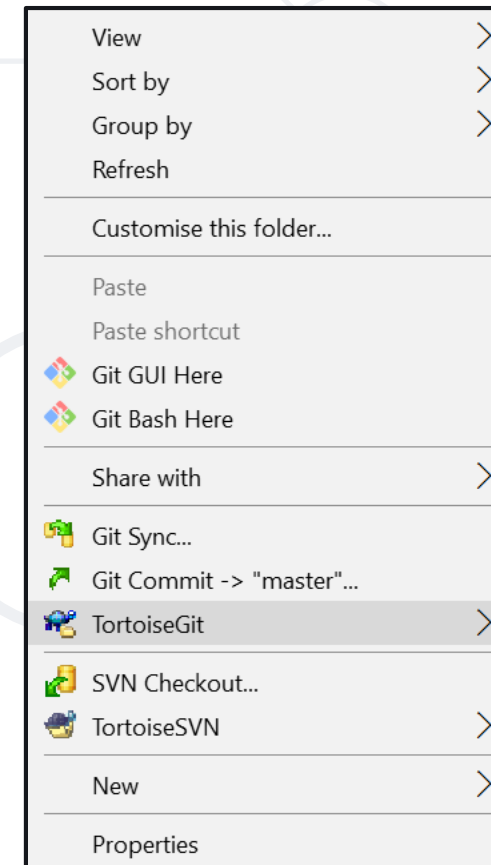 View
Sort by
Group by
Refresh
Customise this folder...
Paste
Paste shortcut
Git GUI Here
Git Bash Here
Share with
Git Sync...
Git Commit -> "master"...
TortoiseGit
SVN Checkout...
TortoiseSVN
New
Properties